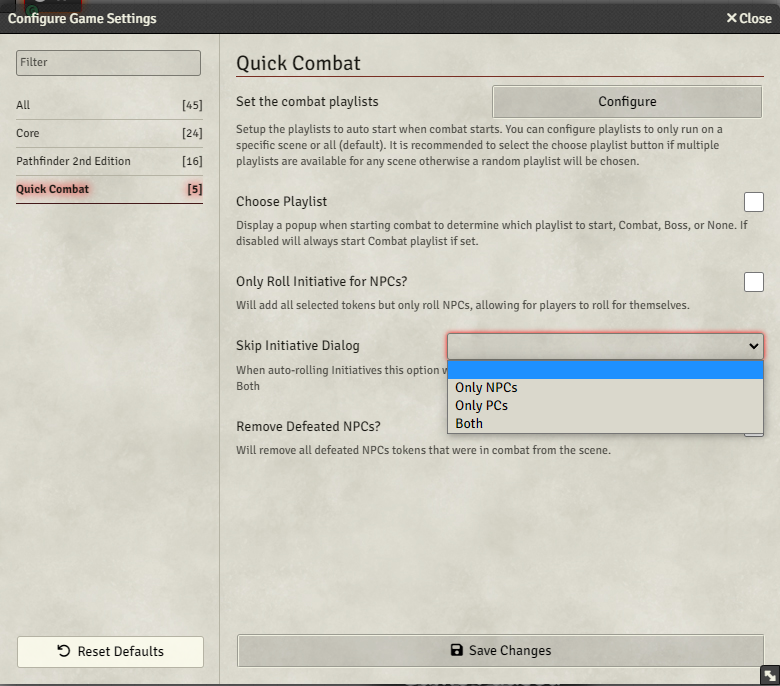 Configure Game Settings
Close
Filter
All [45]
Core [24]
Pathfinder 2nd Edition [16]
Quick Combat [5]
Reset Defaults
Quick Combat
Set the combat playlists
Configure
Setup the playlists to auto start when combat starts. You can configure playlists to only run on a
specific scene or all (default). It is recommended to select the choose playlist button if multiple
playlists are available for any scene otherwise a random playlist will be chosen.
Choose Playlist
Display a popup when starting combat to determine which playlist to start, Combat, Boss, or None. If
disabled will always start Combat playlist if set.
Only Roll Initiative for NPCs?
Will add all selected tokens but only roll NPCs, allowing for players to roll for themselves.
Skip Initiative Dialog
When auto-rolling Initiatives this option
Both
Only NPCs
Only PCs
Both
Remove Defeated NPCs?
Will remove all defeated NPCs tokens that were in combat from the scene.
Save Changes